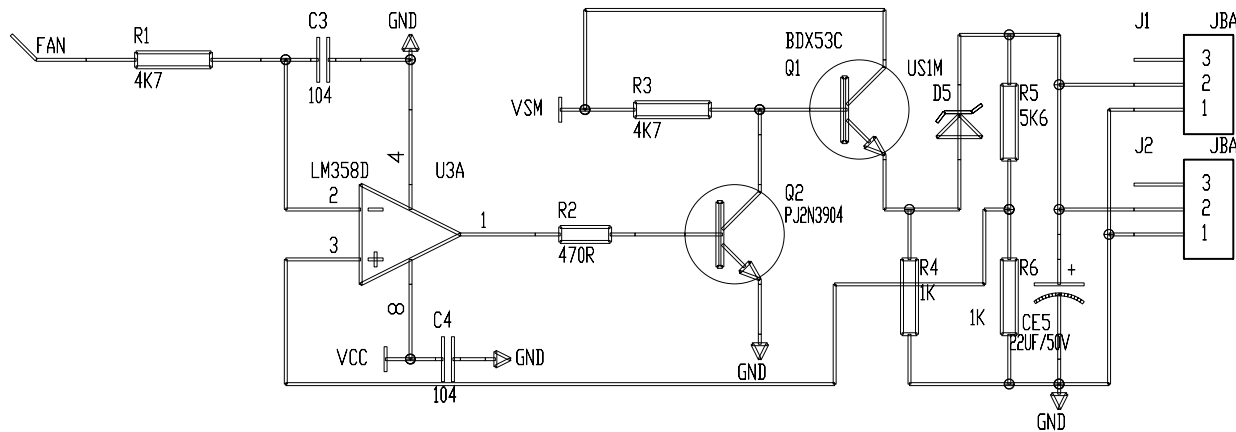 FAN
R1
4K7
C3
104
GND
LM358D
U3A
4
2
3
1
8
VCC
C4
104
GND
R2
470R
VSM
R3
4K7
BDX53C
Q1
Q2
PJ2N3904
GND
US1M
D5
R5
5K6
R4
1K
R6
1K
+
CE5
22UF/50V
GND
J1
JBA
3
2
1
J2
JBA
3
2
1